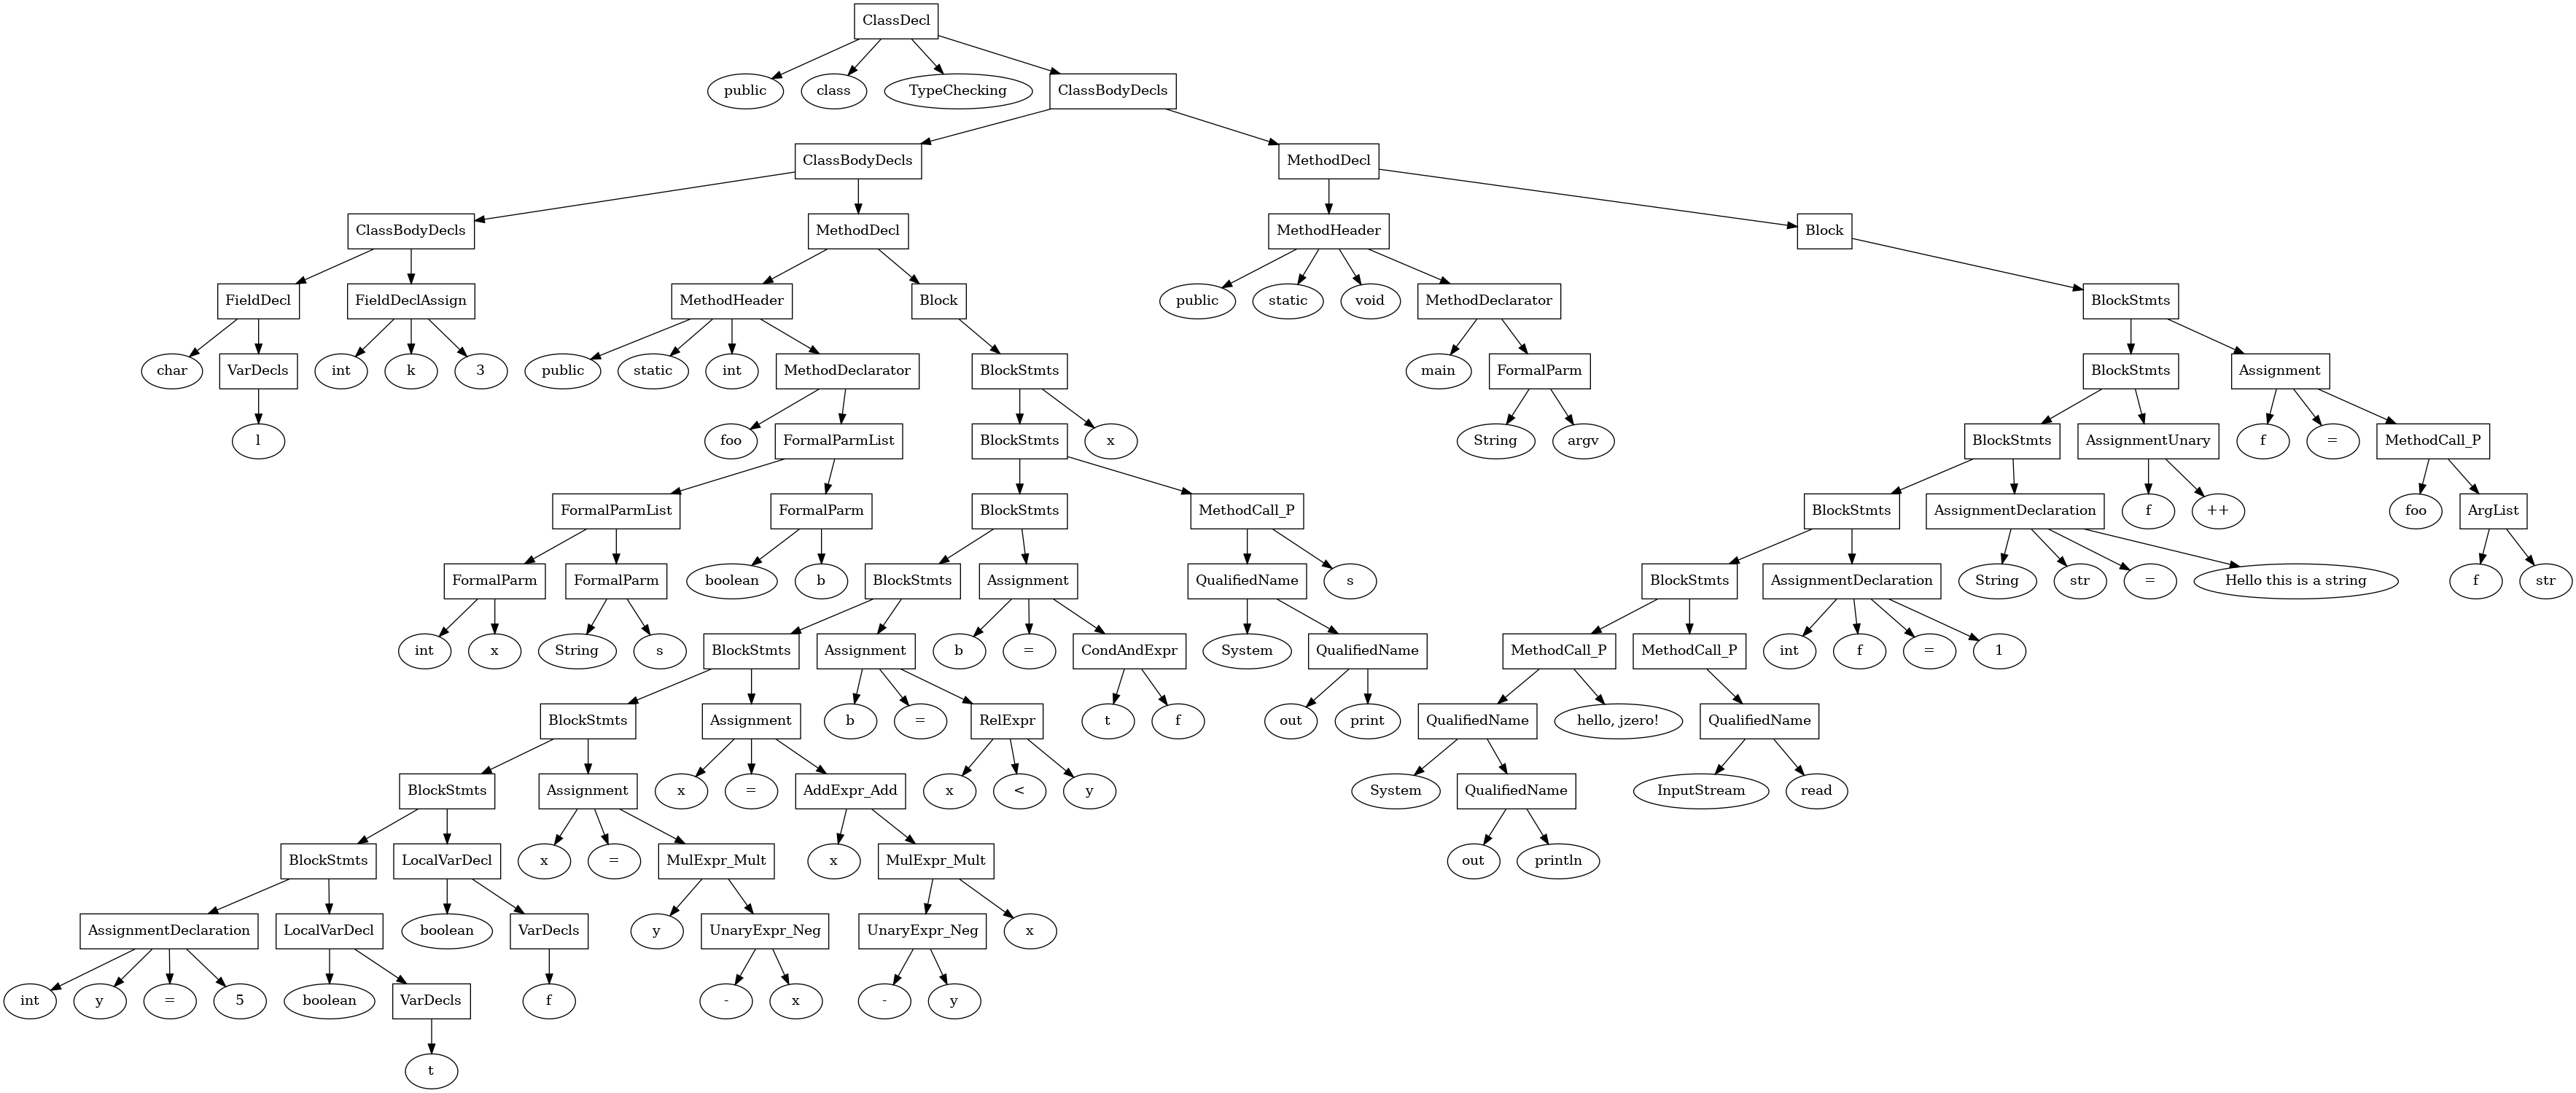 ClassDecl
public class TypeChecking ClassBodyDecls
ClassBodyDecls MethodDecl
ClassBodyDecls MethodDecl MethodHeader Block
FieldDecl FieldDeclAssign MethodHeader Block public static void MethodDeclarator BlockStmts
char VarDecls int k 3 public static int MethodDeclarator BlockStmts main FormalParm BlockStmts Assignment
l foo FormalParmList BlockStmts x String argv BlockStmts AssignmentUnary f = MethodCall_P
FormalParmList FormalParm BlockStmts MethodCall_P BlockStmts AssignmentDeclaration f ++ foo ArgList
FormalParm FormalParm boolean b BlockStmts Assignment QualifiedName s BlockStmts AssignmentDeclaration String str = Hello this is a string f str
int x String s BlockStmts Assignment b = CondAndExpr System QualifiedName MethodCall_P MethodCall_P int f = 1
BlockStmts Assignment b = RelExpr t f out print QualifiedName hello, jzero! QualifiedName
BlockStmts Assignment x = AddExpr_Add x < y System QualifiedName InputStream read
BlockStmts LocalVarDecl x = MulExpr_Mult x MulExpr_Mult out println
AssignmentDeclaration LocalVarDecl boolean VarDecls y UnaryExpr_Neg UnaryExpr_Neg x
int y = 5 boolean VarDecls f - x - y
t